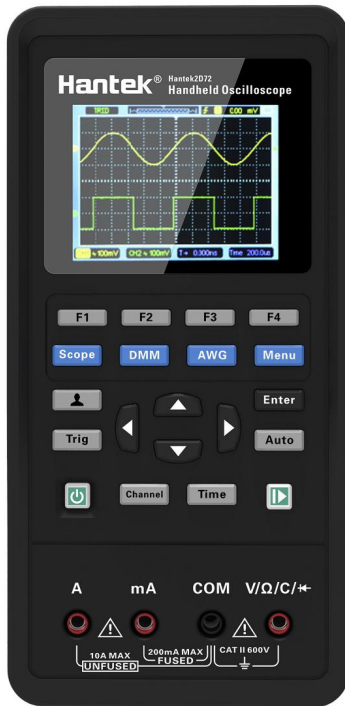 Hantek® Hantek2D72
Handheld Oscilloscope
TRIG 0.00 mV
CH2 100mV T→ 0.300ns Time 200.0us
F1 F2 F3 F4
Scope DMM AWG Menu
Enter
Trig Auto
Channel Time
A mA COM V/Ω/C/
10A MAX 200mA MAX CAT II 600V
UNFUSED FUSED